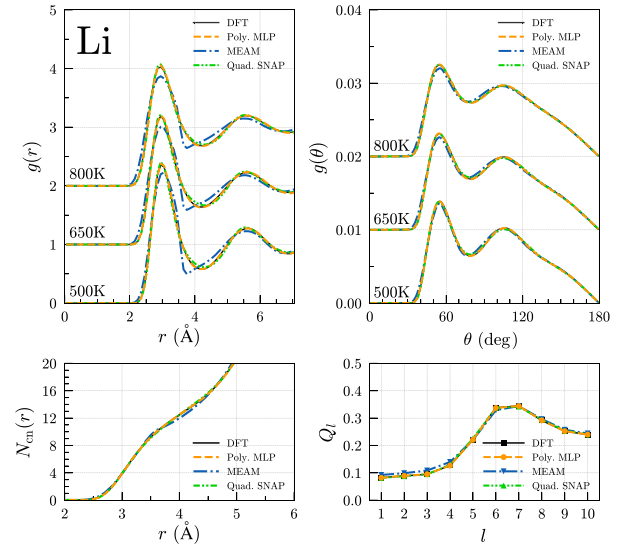 Li
DFT
Poly. MLP
MEAM
Quad. SNAP
800K
650K
500K
g(r)
5
4
3
2
1
0
0 2 4 6
r (Å)
DFT
Poly. MLP
MEAM
Quad. SNAP
800K
650K
500K
g(θ)
0.04
0.03
0.02
0.01
0.00
0 60 120 180
θ (deg)
N_cn(r)
20
16
12
8
4
0
DFT
Poly. MLP
MEAM
Quad. SNAP
2 3 4 5 6
r (Å)
Q_l
0.5
0.4
0.3
0.2
0.1
0.0
DFT
Poly. MLP
MEAM
Quad. SNAP
1 2 3 4 5 6 7 8 9 10
l